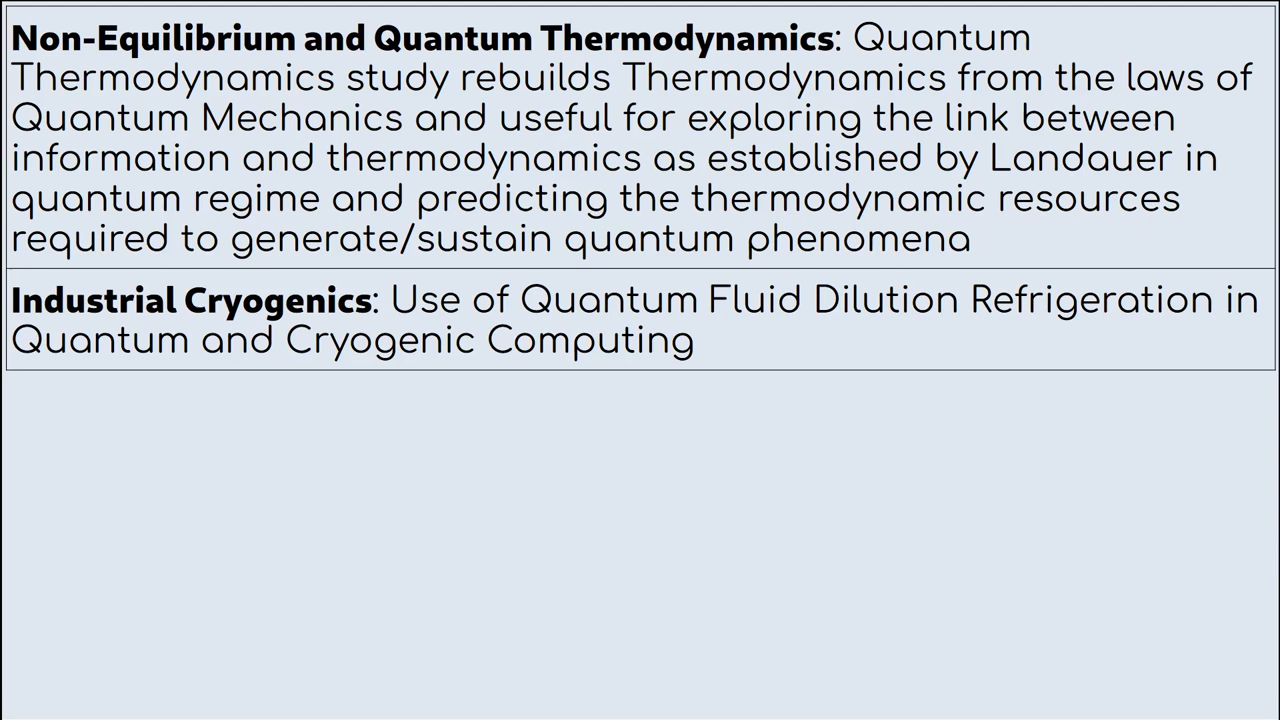 Non-Equilibrium and Quantum Thermodynamics: Quantum
Thermodynamics study rebuilds Thermodynamics from the laws of
Quantum Mechanics and useful for exploring the link between
information and thermodynamics as established by Landauer in
quantum regime and predicting the thermodynamic resources
required to generate/sustain quantum phenomena
Industrial Cryogenics: Use of Quantum Fluid Dilution Refrigeration in
Quantum and Cryogenic Computing